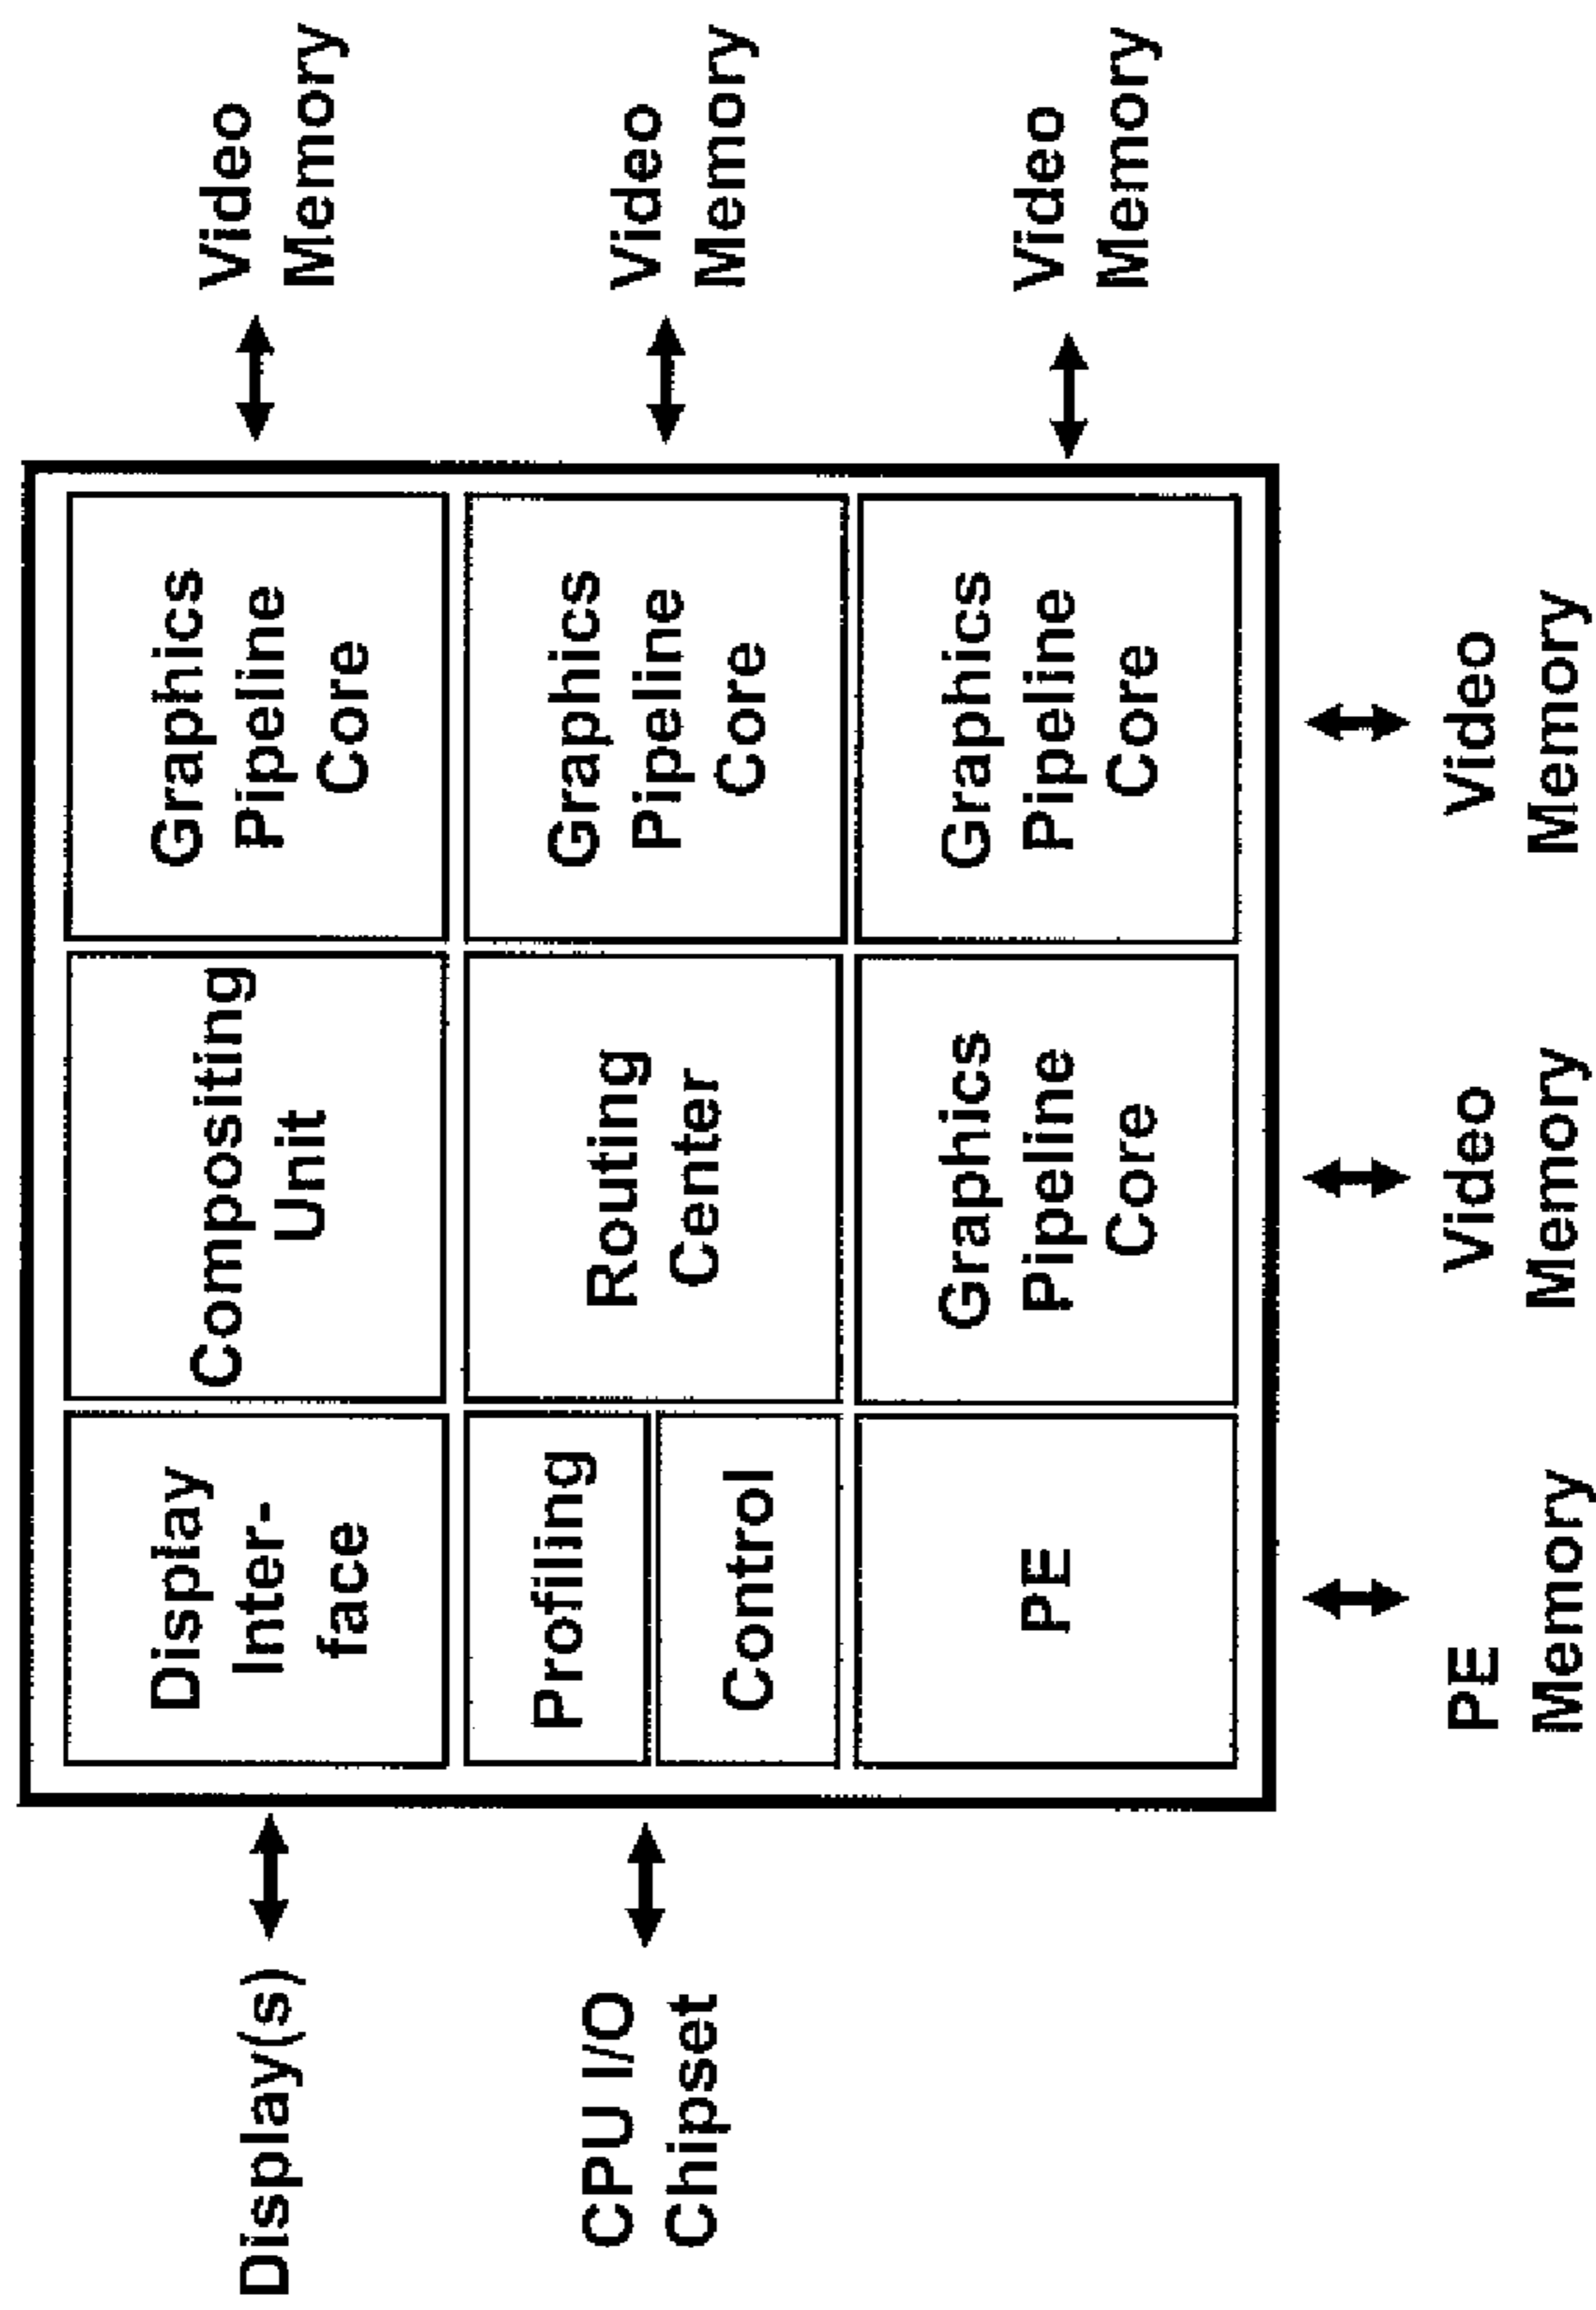 Display(s)
CPU I/O
Chipset
Display
Inter-
face
Compositing
Unit
Graphics
Pipeline
Core
Video
Memory
Profiling
Control
Routing
Center
Graphics
Pipeline
Core
Video
Memory
PE
Graphics
Pipeline
Core
Graphics
Pipeline
Core
Video
Memory
PE
Memory
Video
Memory
Video
Memory